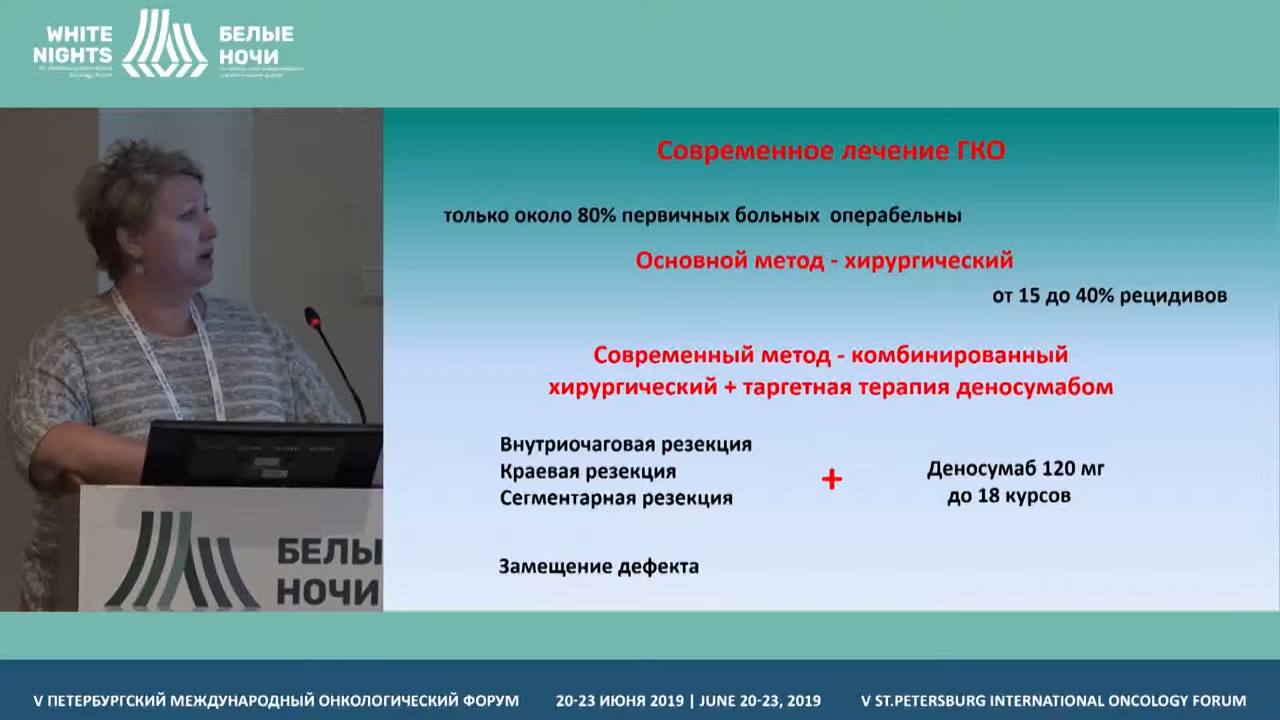 WHITE
NIGHTS
БЕЛЫЕ
НОЧИ
Современное лечение ГКО
только около 80% первичных больных операбельны
Основной метод - хирургический
от 15 до 40% рецидивов
Современный метод - комбинированный
хирургический + таргетная терапия деносумабом
Внутриочаговая резекция
Краевая резекция
Сегментарная резекция
+
Деносумаб 120 мг
до 18 курсов
Замещение дефекта
БЕЛЫЕ
НОЧИ
V ПЕТЕРБУРГСКИЙ МЕЖДУНАРОДНЫЙ ОНКОЛОГИЧЕСКИЙ ФОРУМ
20-23 ИЮНЯ 2019 | JUNE 20-23, 2019
V ST.PETERSBURG INTERNATIONAL ONCOLOGY FORUM